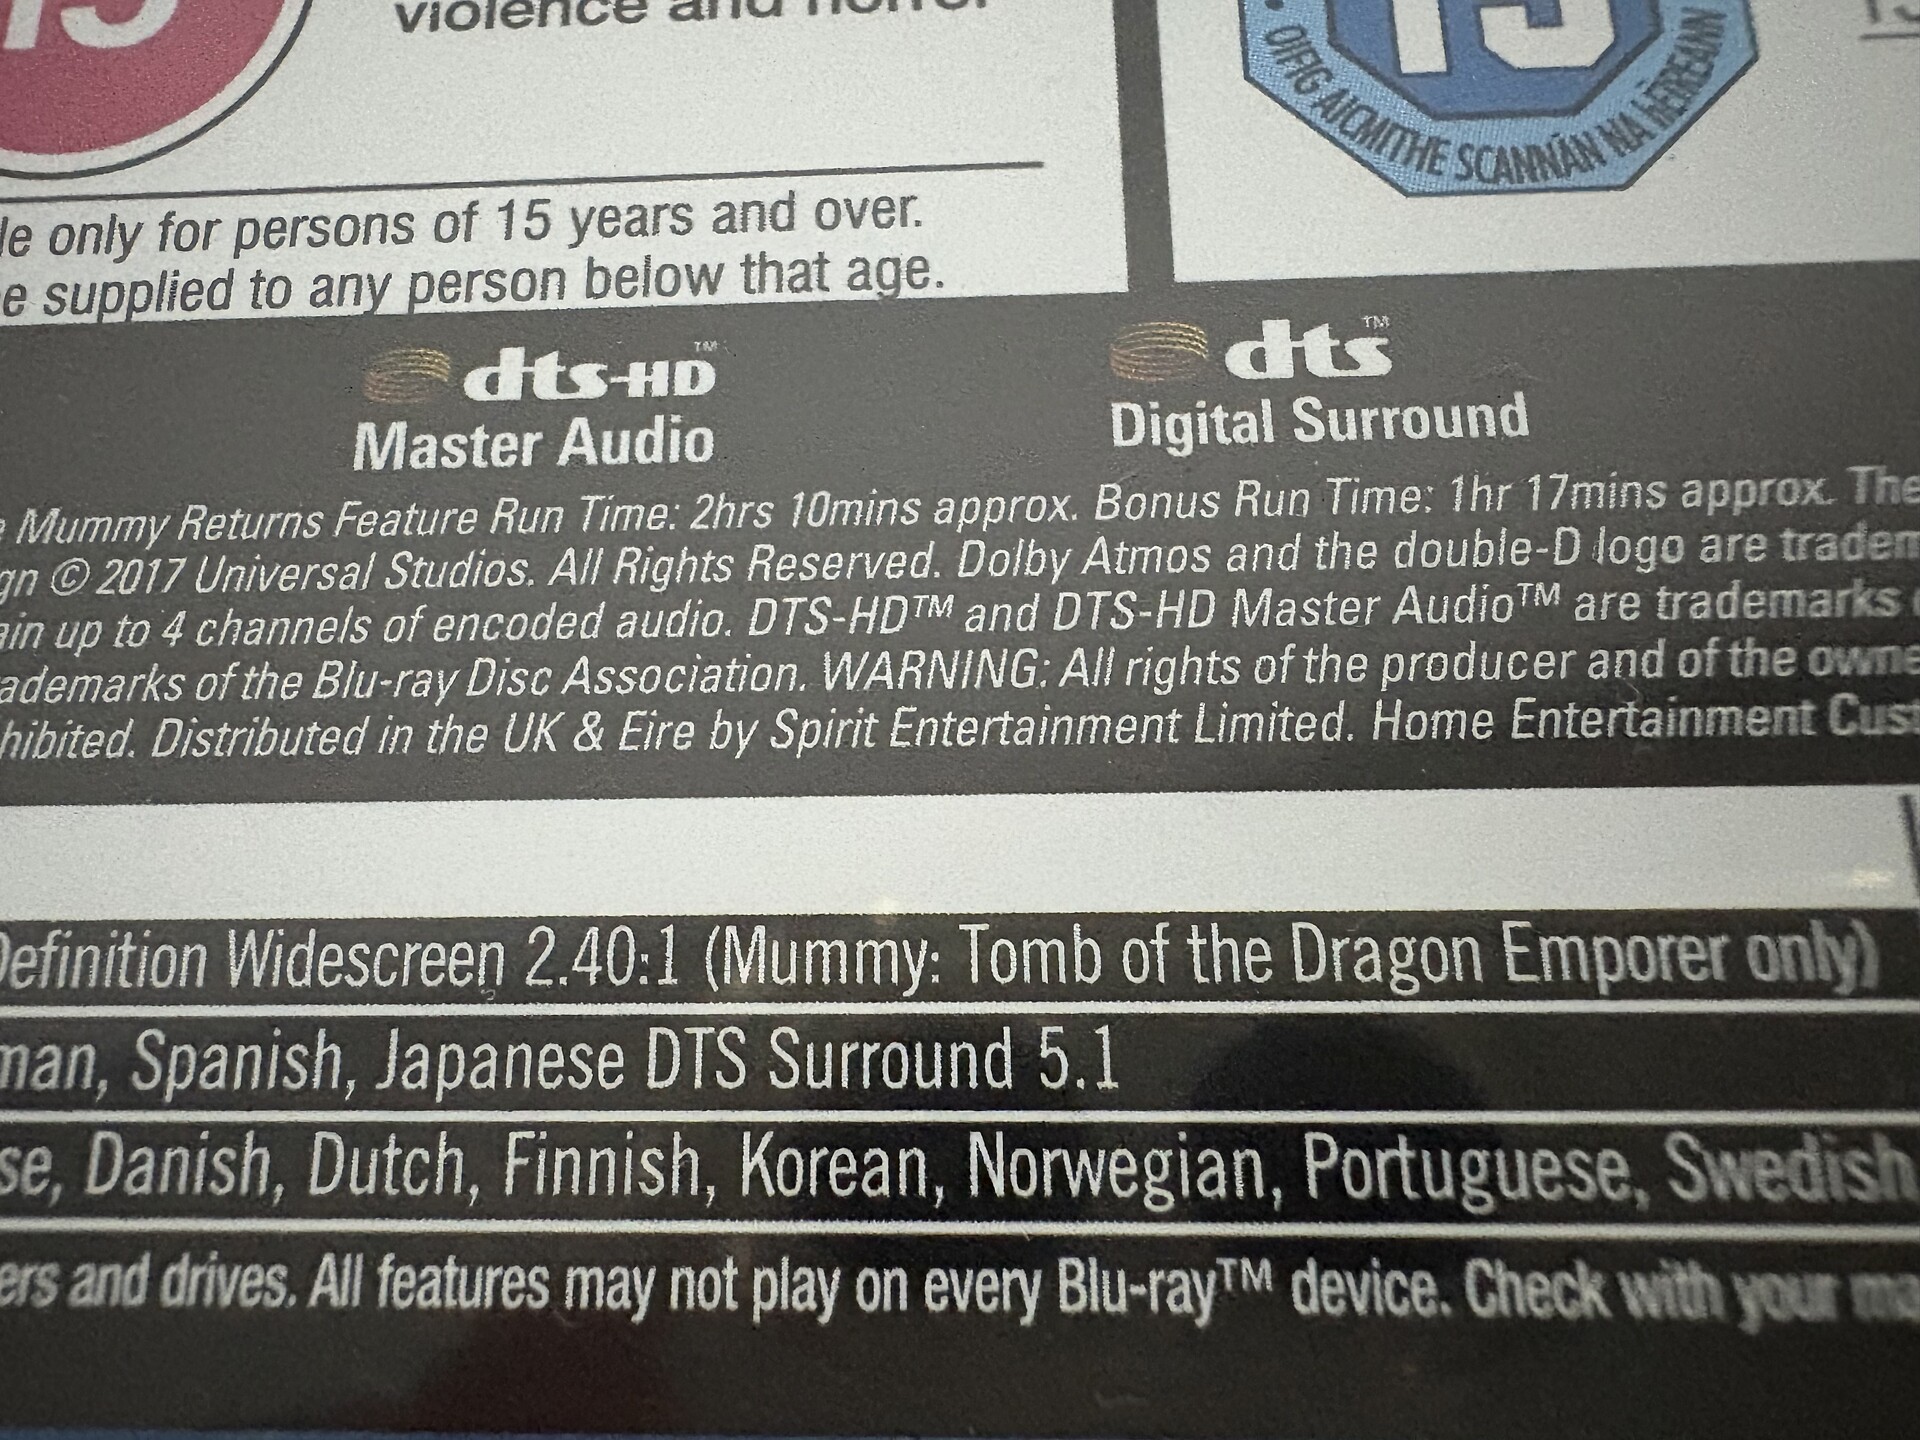 15
violence and horror
15
OIFIG AICMITHE SCANNÁN NA HÉIREANN
le only for persons of 15 years and over.
e supplied to any person below that age.
dts-HD™
Master Audio
dts™
Digital Surround
e Mummy Returns Feature Run Time: 2hrs 10mins approx. Bonus Run Time: 1hr 17mins approx. The
gn © 2017 Universal Studios. All Rights Reserved. Dolby Atmos and the double-D logo are tradem
ain up to 4 channels of encoded audio. DTS-HD™ and DTS-HD Master Audio™ are trademarks
ademarks of the Blu-ray Disc Association. WARNING: All rights of the producer and of the owne
hibited. Distributed in the UK & Eire by Spirit Entertainment Limited. Home Entertainment Cus
Definition Widescreen 2.40:1 (Mummy: Tomb of the Dragon Emporer only)
man, Spanish, Japanese DTS Surround 5.1
se, Danish, Dutch, Finnish, Korean, Norwegian, Portuguese, Swedish
ers and drives. All features may not play on every Blu-ray™ device. Check with your ma